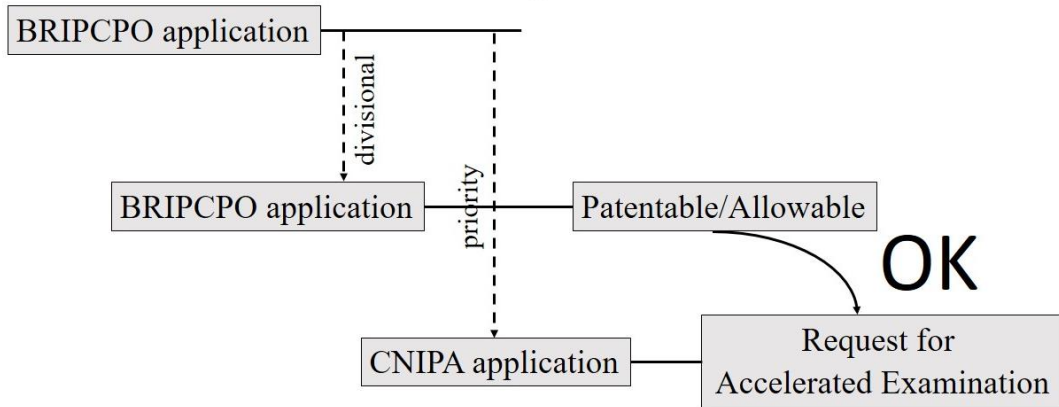 BRIPCPO application
divisional
BRIPCPO application
priority
Patentable/Allowable
OK
CNIPA application
Request for
Accelerated Examination